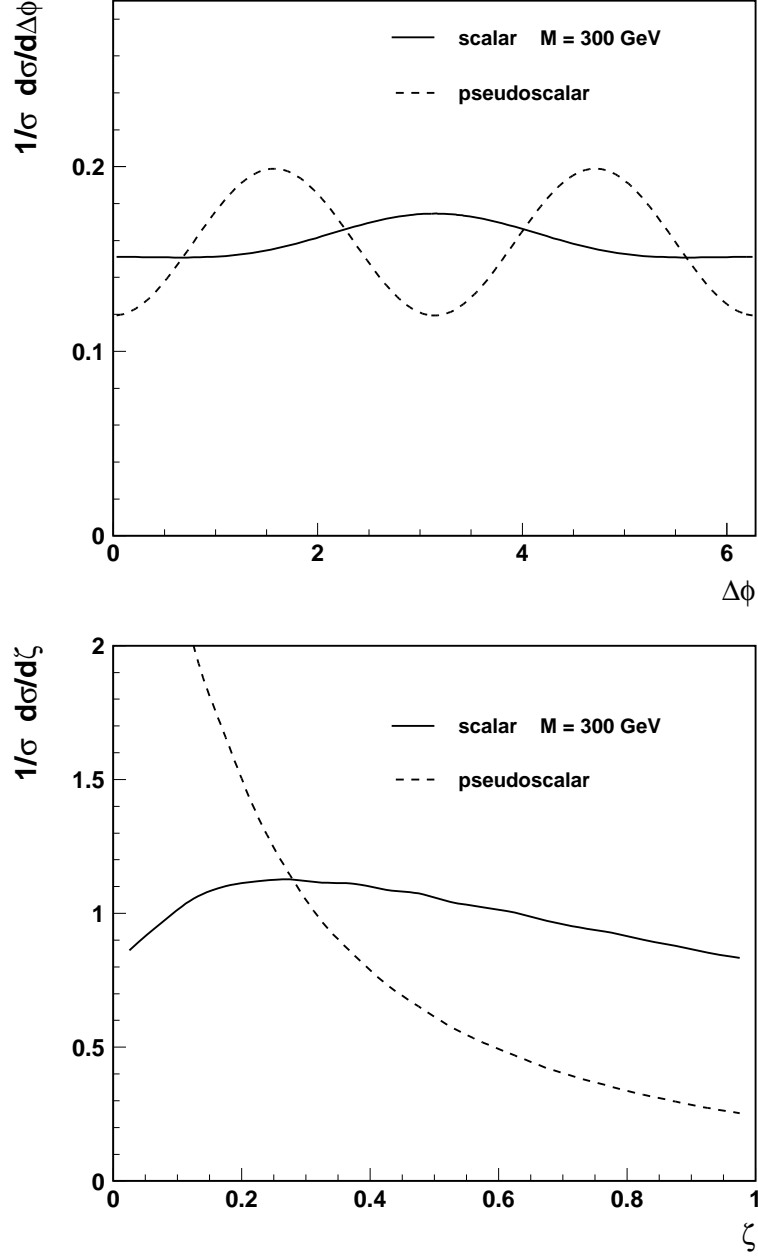 1/σ dσ/dΔϕ
scalar M = 300 GeV
pseudoscalar
0.2
0.1
0
0 2 4 6
Δϕ
1/σ dσ/dζ
2
scalar M = 300 GeV
pseudoscalar
1.5
1
0.5
0
0 0.2 0.4 0.6 0.8 1
ζ